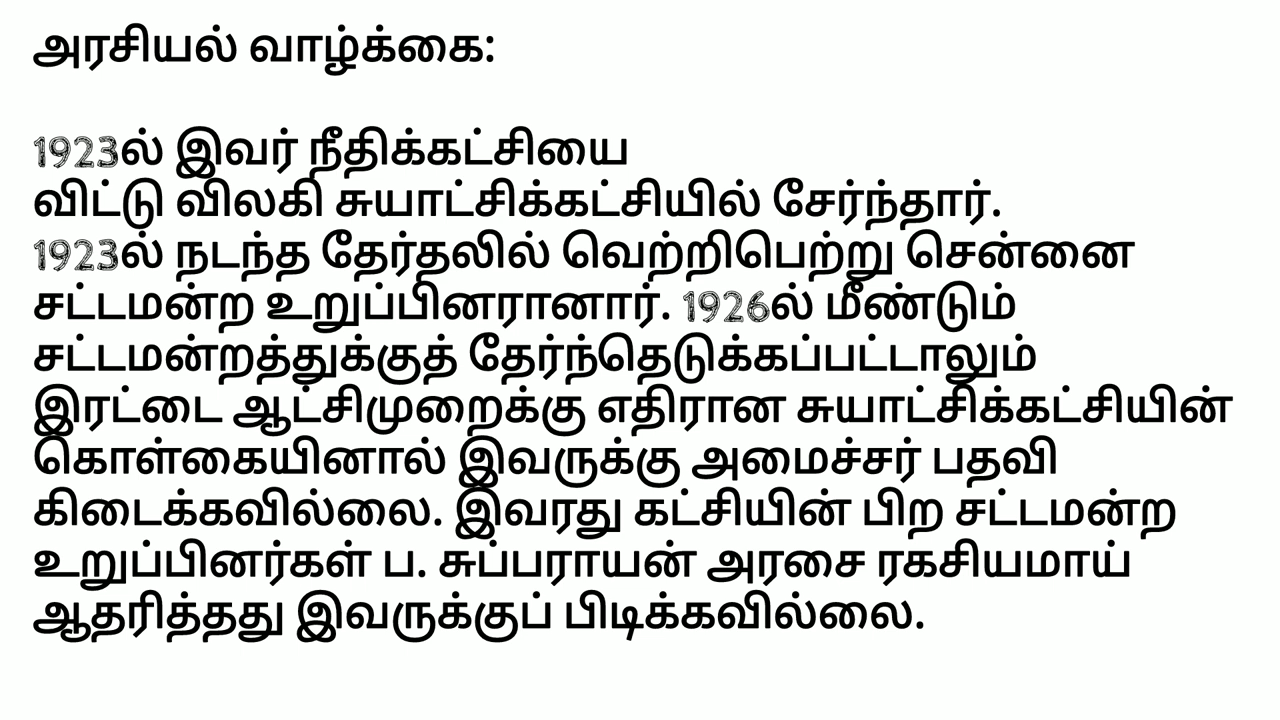 அரசியல் வாழ்க்கை:
1923ல் இவர் நீதிக்கட்சியை
விட்டு விலகி சுயாட்சிக்கட்சியில் சேர்ந்தார்.
1923ல் நடந்த தேர்தலில் வெற்றிபெற்று சென்னை
சட்டமன்ற உறுப்பினரானார். 1926ல் மீண்டும்
சட்டமன்றத்துக்குத் தேர்ந்தெடுக்கப்பட்டாலும்
இரட்டை ஆட்சிமுறைக்கு எதிரான சுயாட்சிக்கட்சியின்
கொள்கையினால் இவருக்கு அமைச்சர் பதவி
கிடைக்கவில்லை. இவரது கட்சியின் பிற சட்டமன்ற
உறுப்பினர்கள் ப. சுப்பராயன் அரசை ரகசியமாய்
ஆதரித்தது இவருக்குப் பிடிக்கவில்லை.